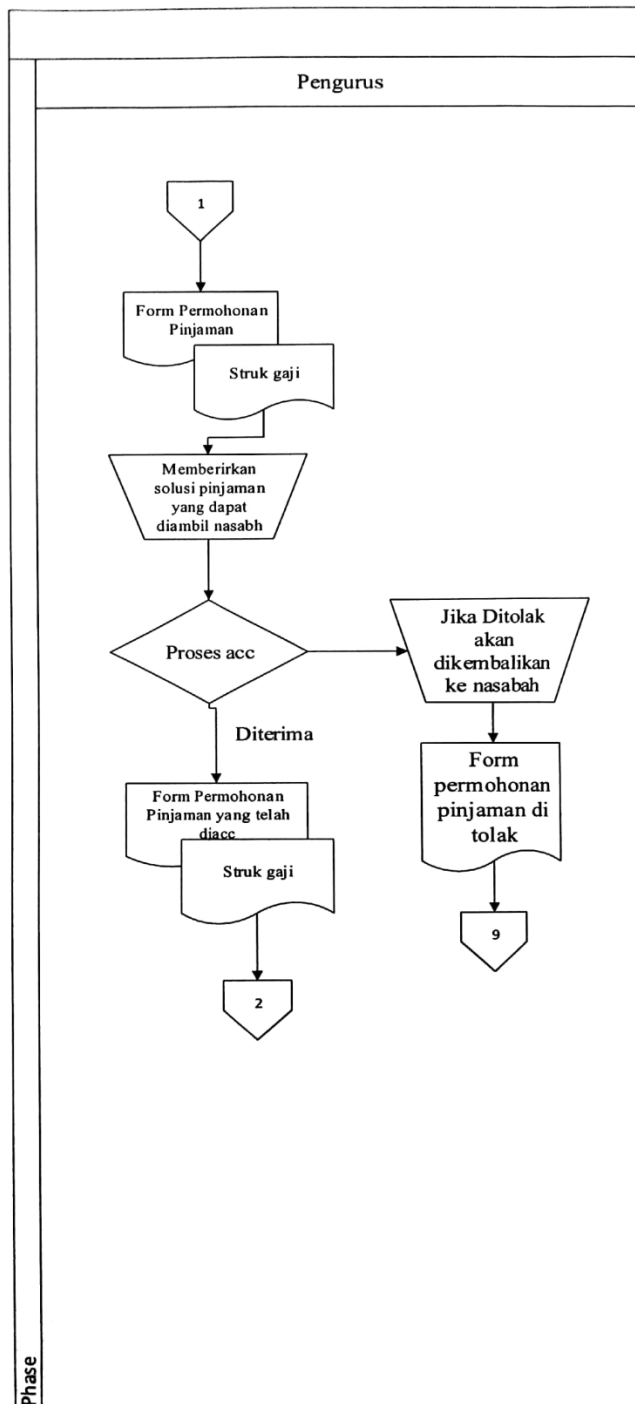 Pengurus
1
Form Permohonan
Pinjaman
Struk gaji
Memberirkan
solusi pinjaman
yang dapat
diambil nasabh
Proses acc
Jika Ditolak
akan
dikembalikan
ke nasabah
Diterima
Form
permohonan
pinjaman di
tolak
Form Permohonan
Pinjaman yang telah
diacc
Struk gaji
9
2
Phase